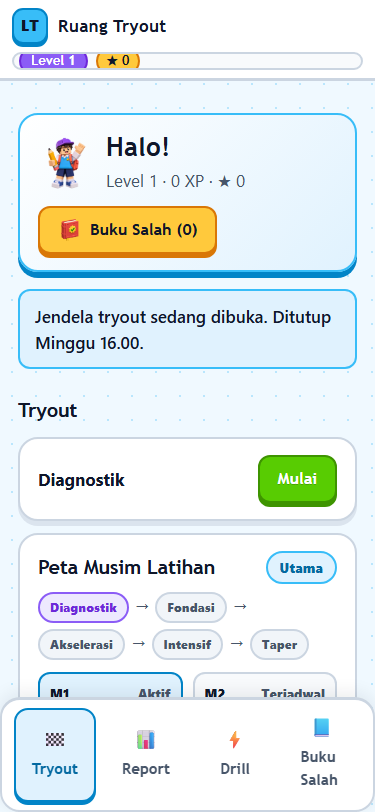 LT Ruang Tryout
Level 1 ★ 0
Halo!
Level 1 · 0 XP · ★ 0
Buku Salah (0)
Jendela tryout sedang dibuka. Ditutup
Minggu 16.00.
Tryout
Diagnostik Mulai
Peta Musim Latihan Utama
Diagnostik → Fondasi →
Akselerasi → Intensif → Taper
M1 Aktif M2 Terjadwal
Tryout Report Drill Buku
Salah